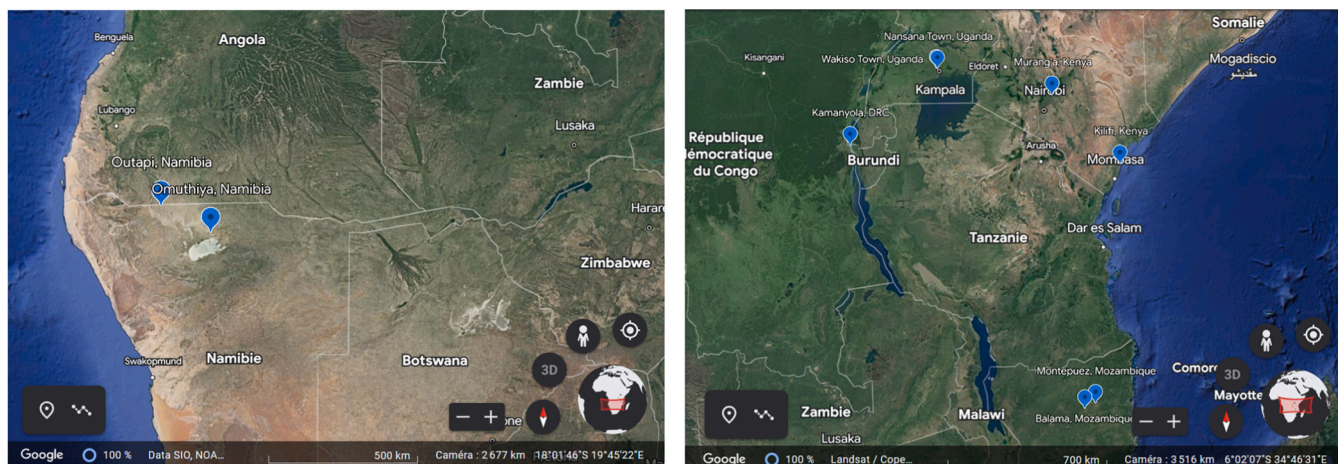 Benguela
Angola
Zambie
Lubango
Lusaka
Outapi, Namibia
Omuthiya, Namibia
Harare
Zimbabwe
Swakopmund
Namibie
Botswana
3D
one
Google
100 %
Data SIO, NOA...
500 km
Caméra : 2 677 km
18°01'46"S 19°45'22"E
Somalie
Nansana Town, Uganda
Kisangani
Wakiso Town, Uganda
Eldoret
Murang'a, Kenya
Mogadiscio
مقديشو
Kampala
Nairobi
Kamanyola, DRC
Kilifi, Kenya
République
démocratique
du Congo
Burundi
Arusha
Mombasa
Dar es Salam
Tanzanie
Montepuez, Mozambique
Comor
3D
Mayotte
Zambie
Malawi
Balama, Mozambique
Lusaka
Google
100 %
Landsat / Cope...
700 km
Caméra : 3 516 km
6°02'07"S 34°46'31"E